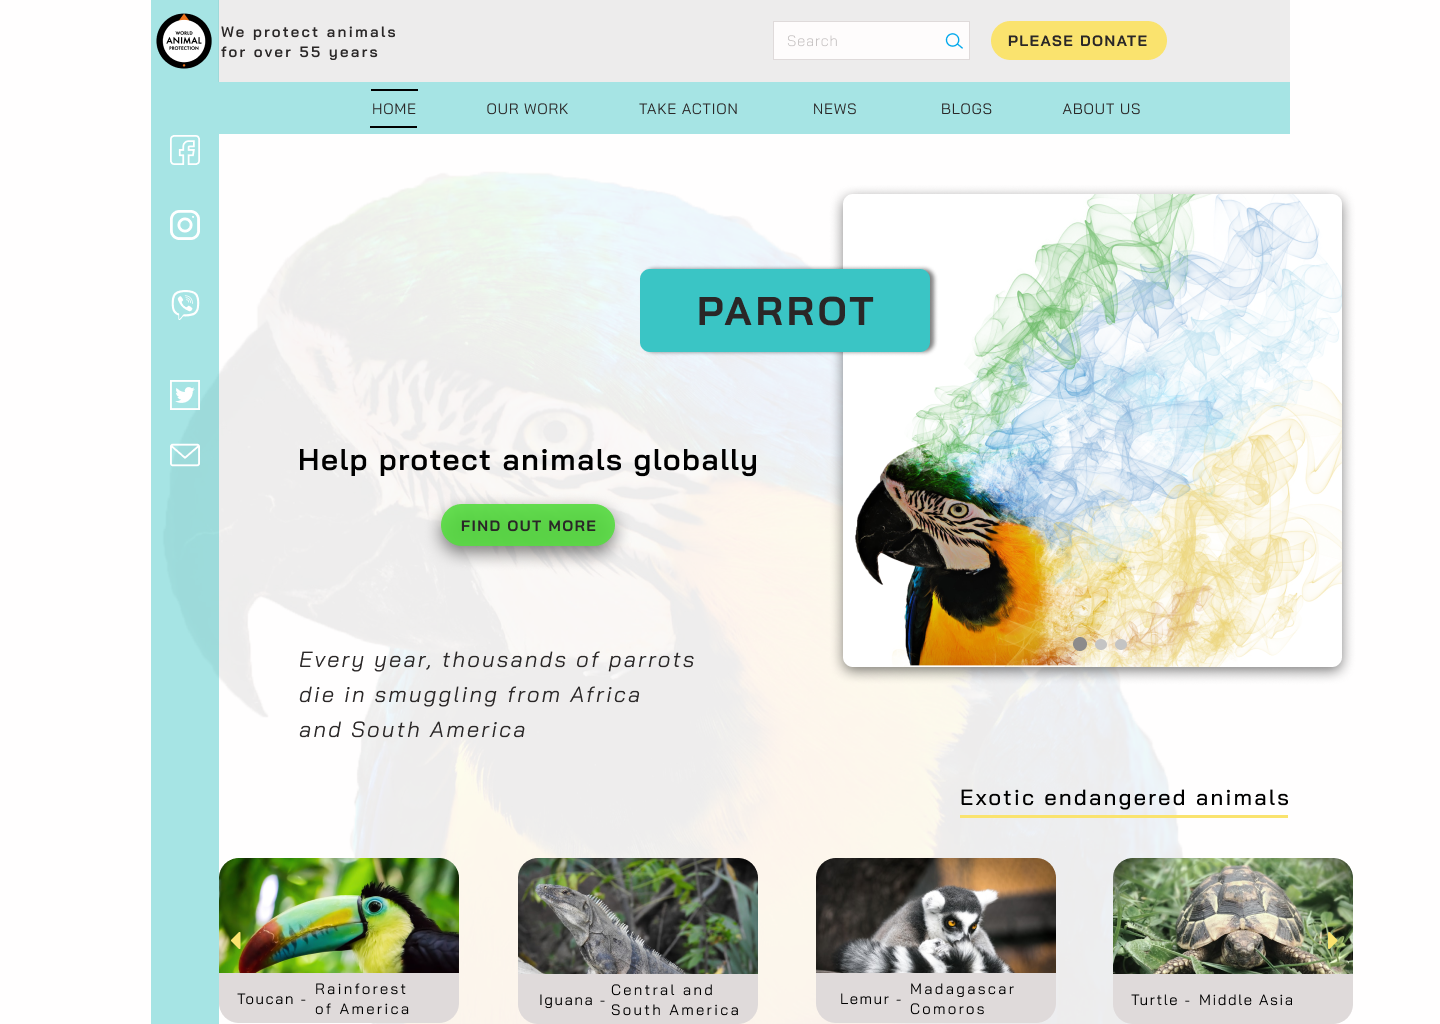 WORLD
ANIMAL
PROTECTION
We protect animals
for over 55 years
Search
PLEASE DONATE
HOME OUR WORK TAKE ACTION NEWS BLOGS ABOUT US
PARROT
Help protect animals globally
FIND OUT MORE
Every year, thousands of parrots
die in smuggling from Africa
and South America
Exotic endangered animals
Toucan - Rainforest
of America
Iguana - Central and
South America
Lemur - Madagascar
Comoros
Turtle - Middle Asia